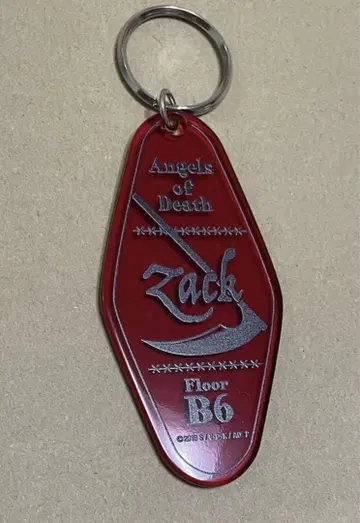 Angels
of
Death
Zack
Floor
B6